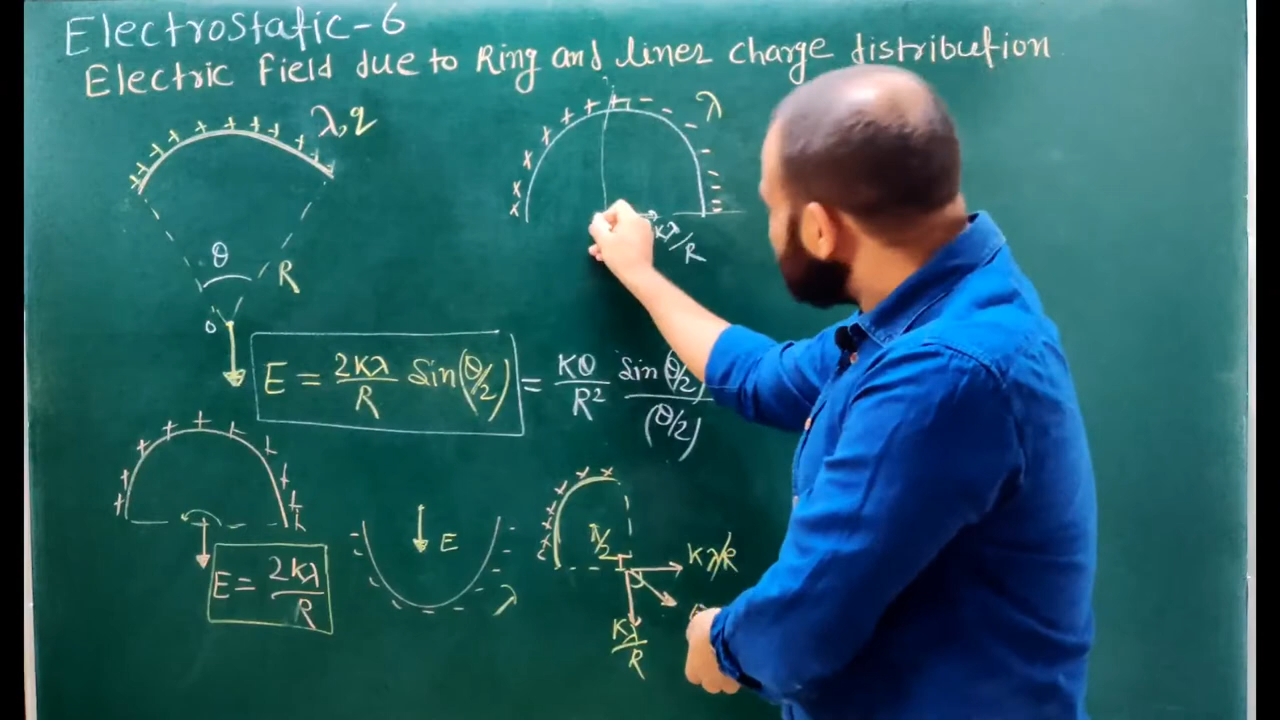 Electrostatic-6
Electric Field due to Ring and liner charge distribution
λ, q
λ
θ
R
Kλ/R
O
E = 2Kλ/R Sin(θ/2) = KQ/R² Sin(θ/2)/(θ/2)
E = 2Kλ/R
E
λ
π/2
Kλ/R
Kλ/R